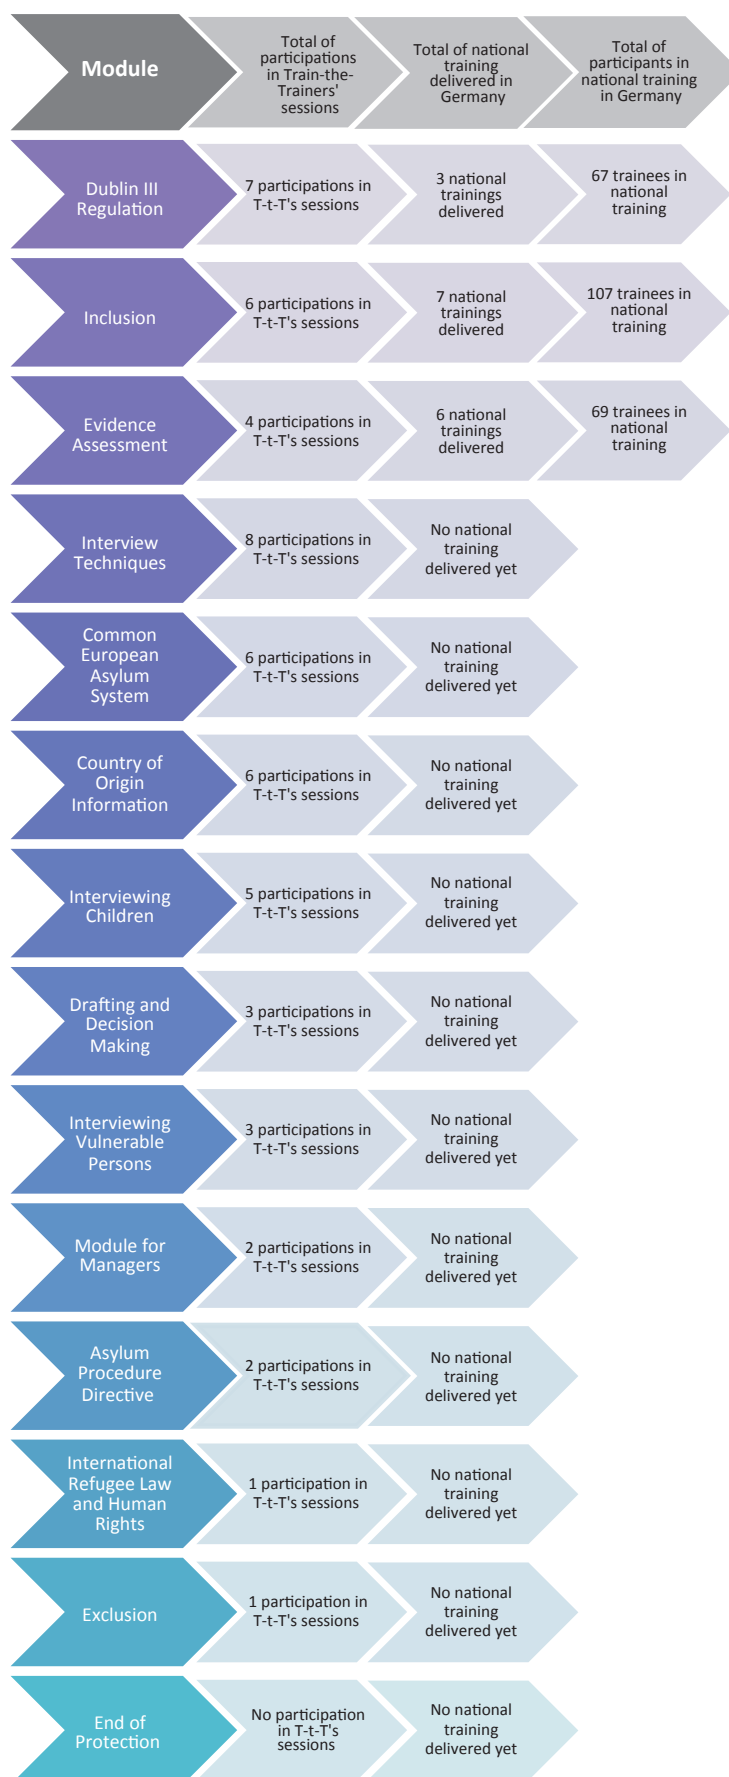 Module
Total of
participations
in Train-the-
Trainers'
sessions
Total of national
training
delivered in
Germany
Total of
participants in
national training
in Germany
Dublin III
Regulation
7 participations in
T-t-T's sessions
3 national
trainings
delivered
67 trainees in
national
training
Inclusion
6 participations in
T-t-T's sessions
7 national
trainings
delivered
107 trainees in
national
training
Evidence
Assessment
4 participations in
T-t-T's sessions
6 national
trainings
delivered
69 trainees in
national
training
Interview
Techniques
8 participations in
T-t-T's sessions
No national
training
delivered yet
Common
European
Asylum
System
6 participations in
T-t-T's sessions
No national
training
delivered yet
Country of
Origin
Information
6 participations in
T-t-T's sessions
No national
training
delivered yet
Interviewing
Children
5 participations in
T-t-T's sessions
No national
training
delivered yet
Drafting and
Decision
Making
3 participations in
T-t-T's sessions
No national
training
delivered yet
Interviewing
Vulnerable
Persons
3 participations in
T-t-T's sessions
No national
training
delivered yet
Module for
Managers
2 participations in
T-t-T's sessions
No national
training
delivered yet
Asylum
Procedure
Directive
2 participations in
T-t-T's sessions
No national
training
delivered yet
International
Refugee Law
and Human
Rights
1 participation in
T-t-T's sessions
No national
training
delivered yet
Exclusion
1 participation in
T-t-T's sessions
No national
training
delivered yet
End of
Protection
No participation
in T-t-T's
sessions
No national
training
delivered yet